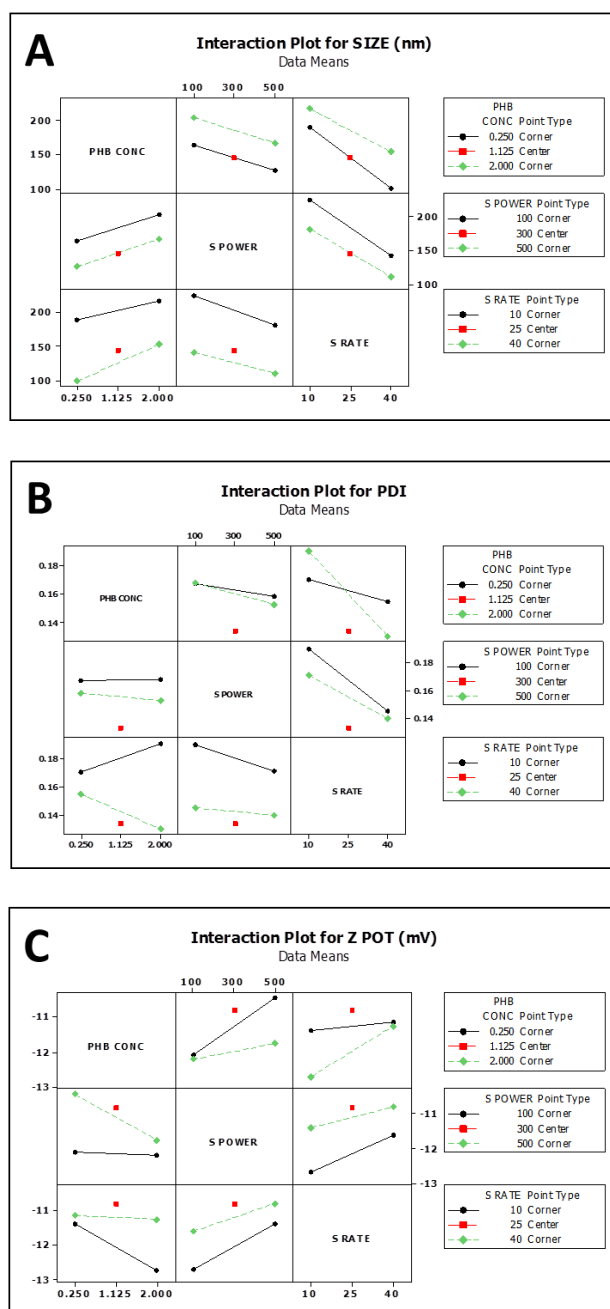 A
Interaction Plot for SIZE (nm)
Data Means
100 300 500
200
150
100
PHB CONC
PHB
CONC Point Type
0.250 Corner
1.125 Center
2.000 Corner
S POWER
200
150
100
S POWER Point Type
100 Corner
300 Center
500 Corner
200
150
100
S RATE
S RATE Point Type
10 Corner
25 Center
40 Corner
0.250 1.125 2.000
10 25 40
B
Interaction Plot for PDI
Data Means
100 300 500
0.18
0.16
0.14
PHB CONC
PHB
CONC Point Type
0.250 Corner
1.125 Center
2.000 Corner
S POWER
0.18
0.16
0.14
S POWER Point Type
100 Corner
300 Center
500 Corner
0.18
0.16
0.14
S RATE
S RATE Point Type
10 Corner
25 Center
40 Corner
0.250 1.125 2.000
10 25 40
C
Interaction Plot for Z POT (mV)
Data Means
100 300 500
-11
-12
-13
PHB CONC
PHB
CONC Point Type
0.250 Corner
1.125 Center
2.000 Corner
S POWER
-11
-12
-13
S POWER Point Type
100 Corner
300 Center
500 Corner
-11
-12
-13
S RATE
S RATE Point Type
10 Corner
25 Center
40 Corner
0.250 1.125 2.000
10 25 40